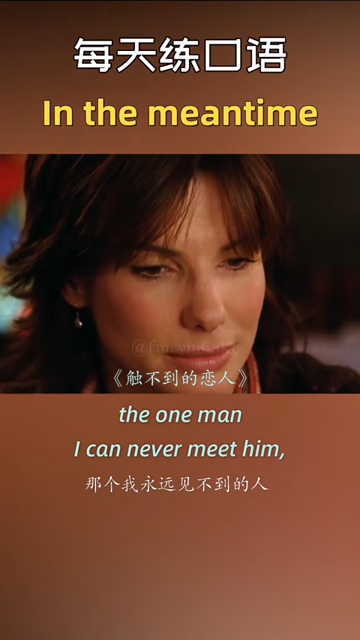 每天练口语
In the meantime
《触不到的恋人》
the one man
I can never meet him,
那个我永远见不到的人